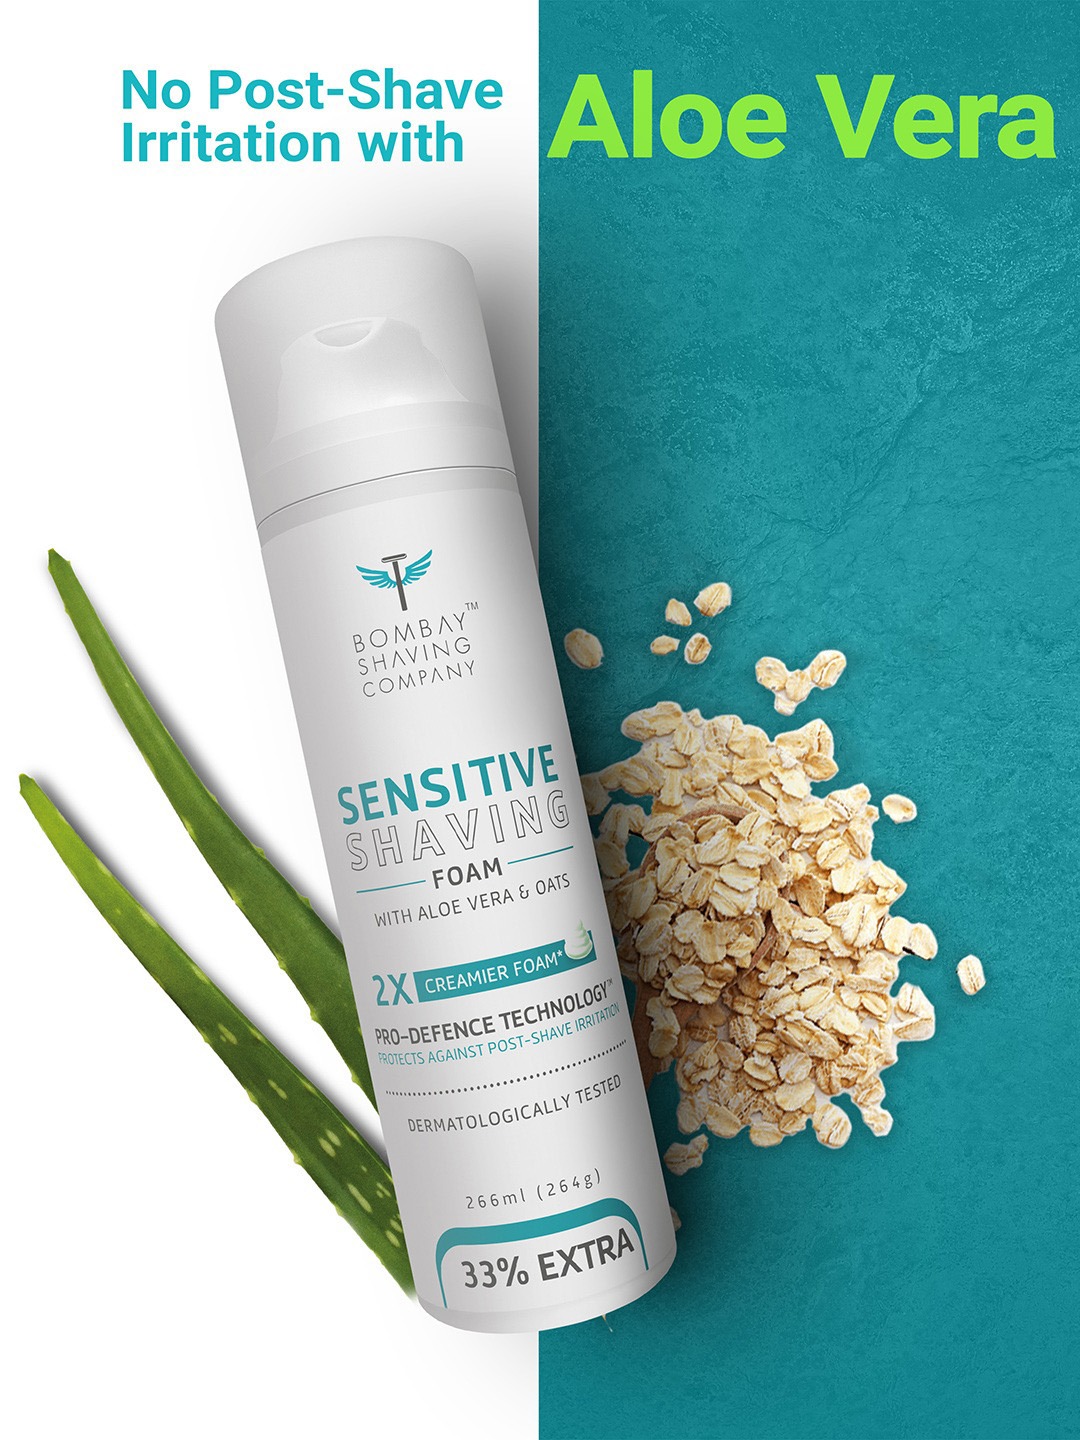 No Post-Shave
Irritation with
Aloe Vera
BOMBAY™
SHAVING
COMPANY
SENSITIVE
SHAVING
FOAM
WITH ALOE VERA & OATS
2X CREAMIER FOAM*
PRO-DEFENCE TECHNOLOGY™
PROTECTS AGAINST POST-SHAVE IRRITATION
DERMATOLOGICALLY TESTED
266ml (264g)
33% EXTRA